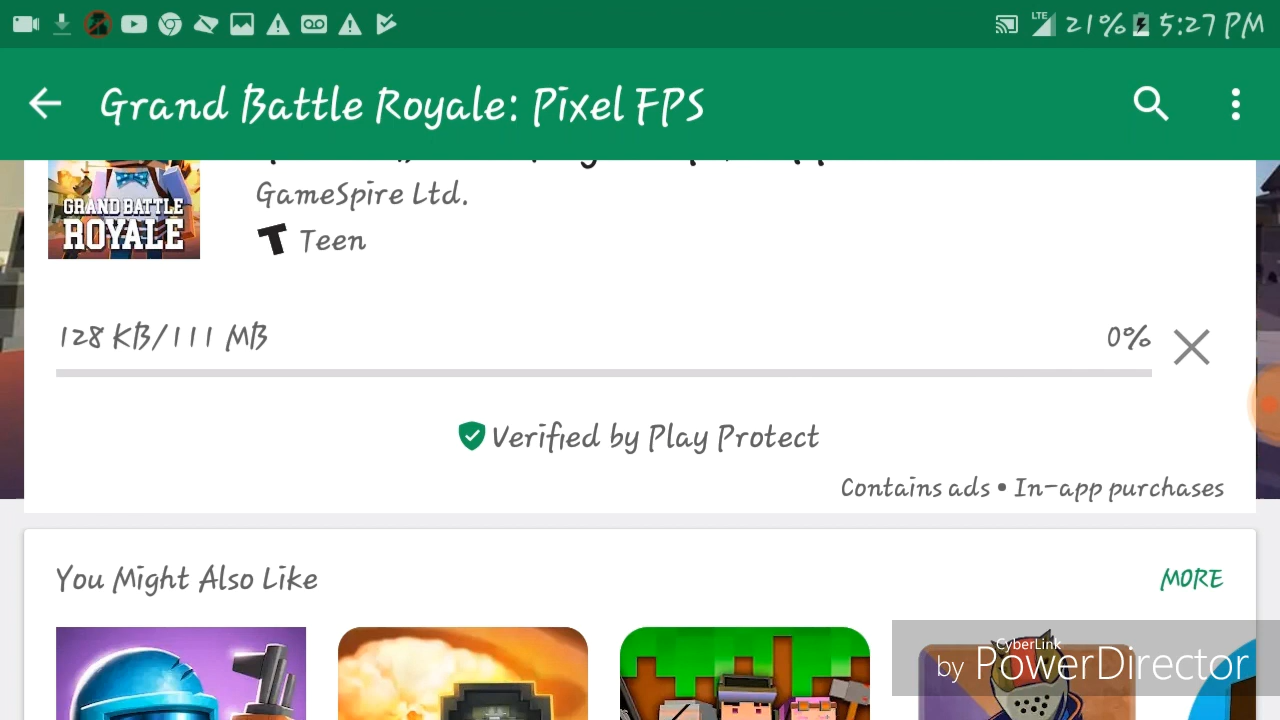 LTE 21% 5:27 PM
Grand Battle Royale: Pixel FPS
GRAND BATTLE
ROYALE
GameSpire Ltd.
T Teen
128 KB/111 MB 0%
Verified by Play Protect
Contains ads • In-app purchases
You Might Also Like MORE
CyberLink
by PowerDirector